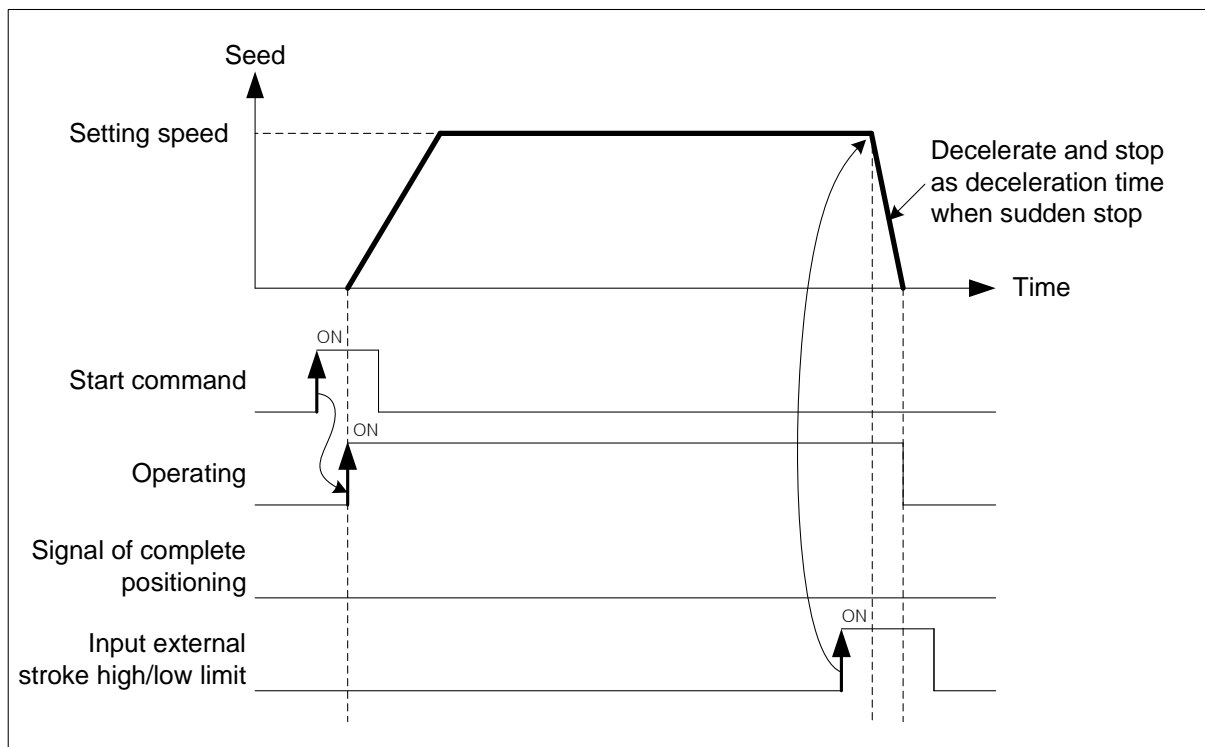 Seed
Setting speed
Decelerate and stop
as deceleration time
when sudden stop
Time
ON
Start command
ON
Operating
Signal of complete
positioning
ON
Input external
stroke high/low limit